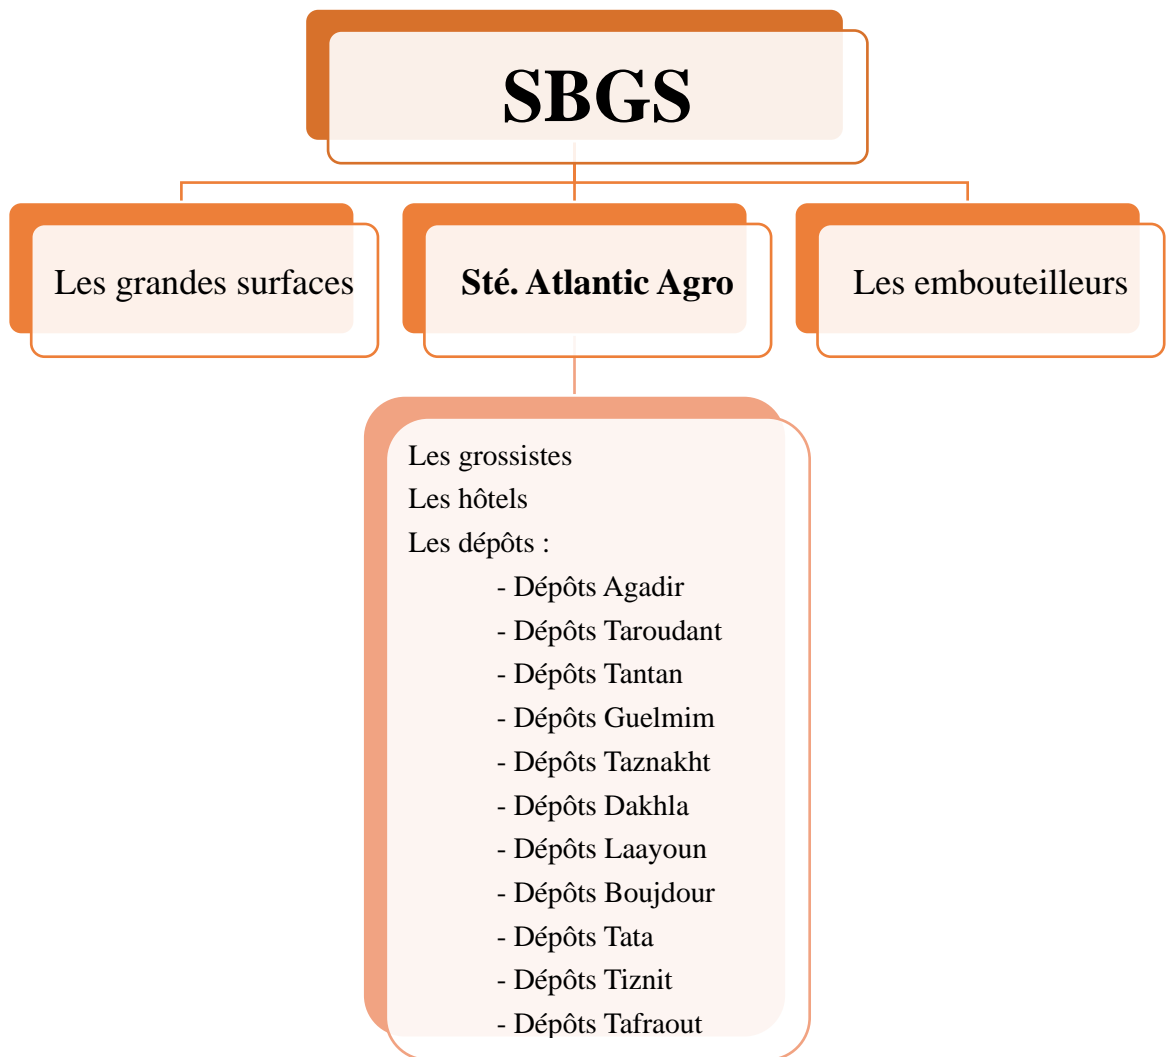 SBGS
Les grandes surfaces
Sté. Atlantic Agro
Les embouteilleurs
Les grossistes
Les hôtels
Les dépôts :
- Dépôts Agadir
- Dépôts Taroudant
- Dépôts Tantan
- Dépôts Guelmim
- Dépôts Taznakht
- Dépôts Dakhla
- Dépôts Laayoun
- Dépôts Boujdour
- Dépôts Tata
- Dépôts Tiznit
- Dépôts Tafraout